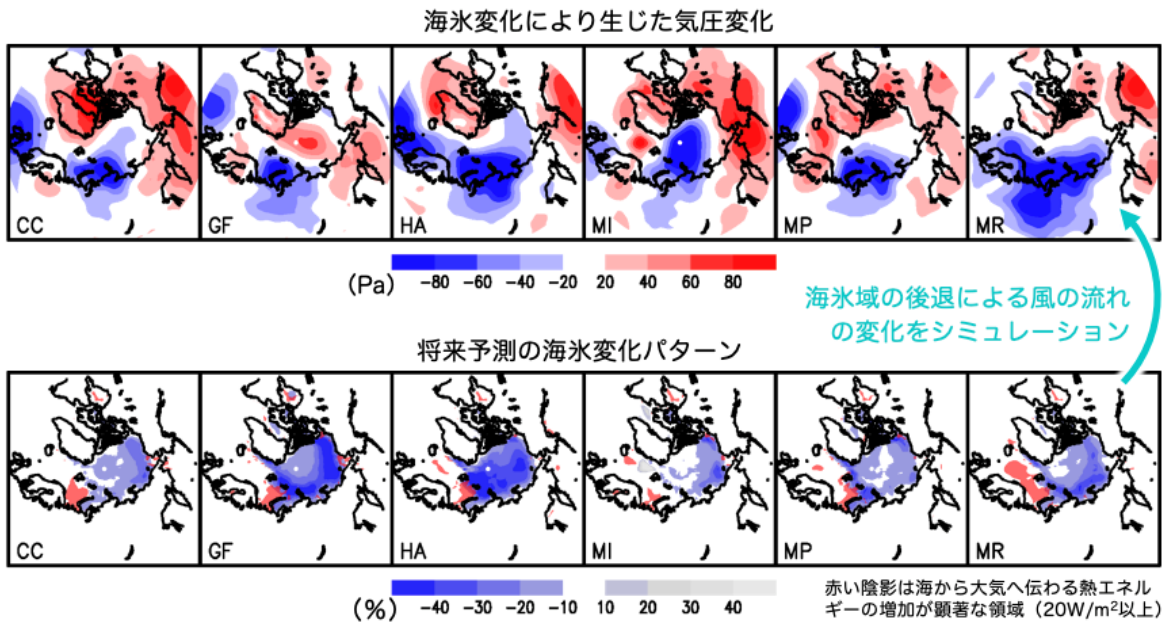 海氷変化により生じた気圧変化
CC GF HA MI MP MR
(Pa) −80 −60 −40 −20 20 40 60 80
海氷域の後退による風の流れ
の変化をシミュレーション
将来予測の海氷変化パターン
CC GF HA MI MP MR
(%) −40 −30 −20 −10 10 20 30 40
赤い陰影は海から大気へ伝わる熱エネル
ギーの増加が顕著な領域（20W/m²以上）